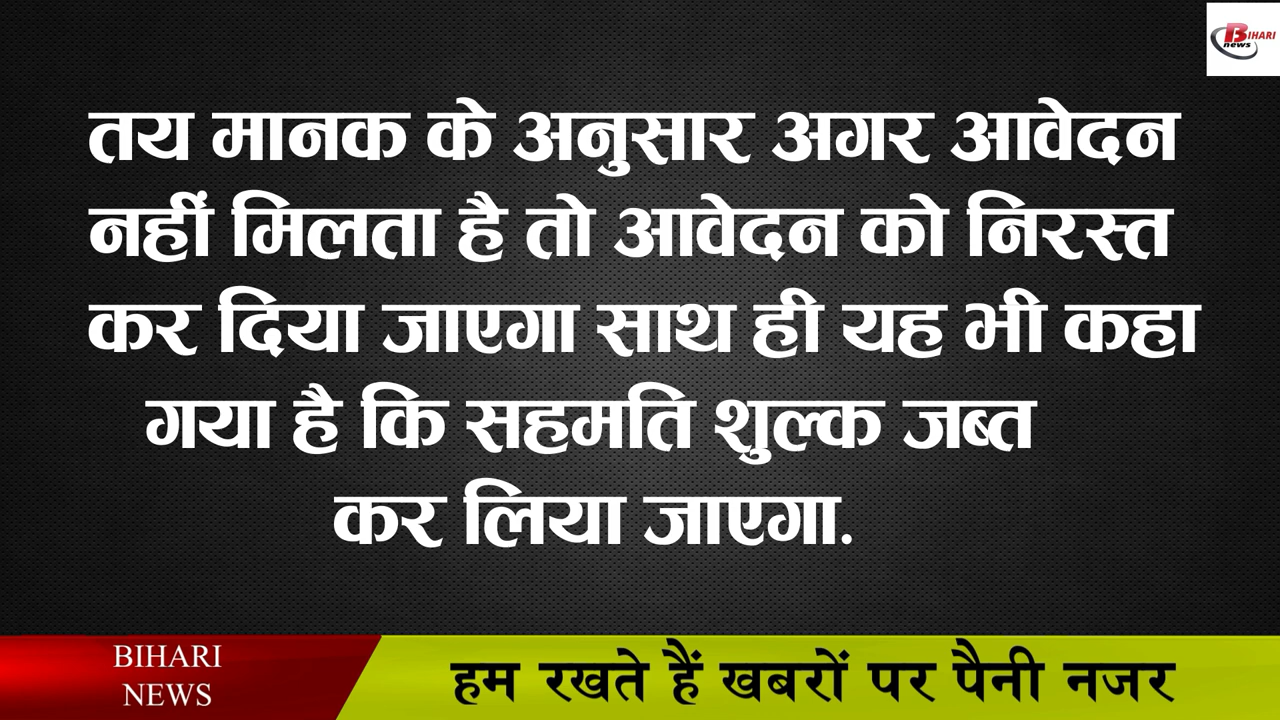 BIHARI
news
तय मानक के अनुसार अगर आवेदन
नहीं मिलता है तो आवेदन को निरस्त
कर दिया जाएगा साथ ही यह भी कहा
गया है कि सहमति शुल्क जब्त
कर लिया जाएगा.
BIHARI
NEWS
हम रखते हैं खबरों पर पैनी नजर